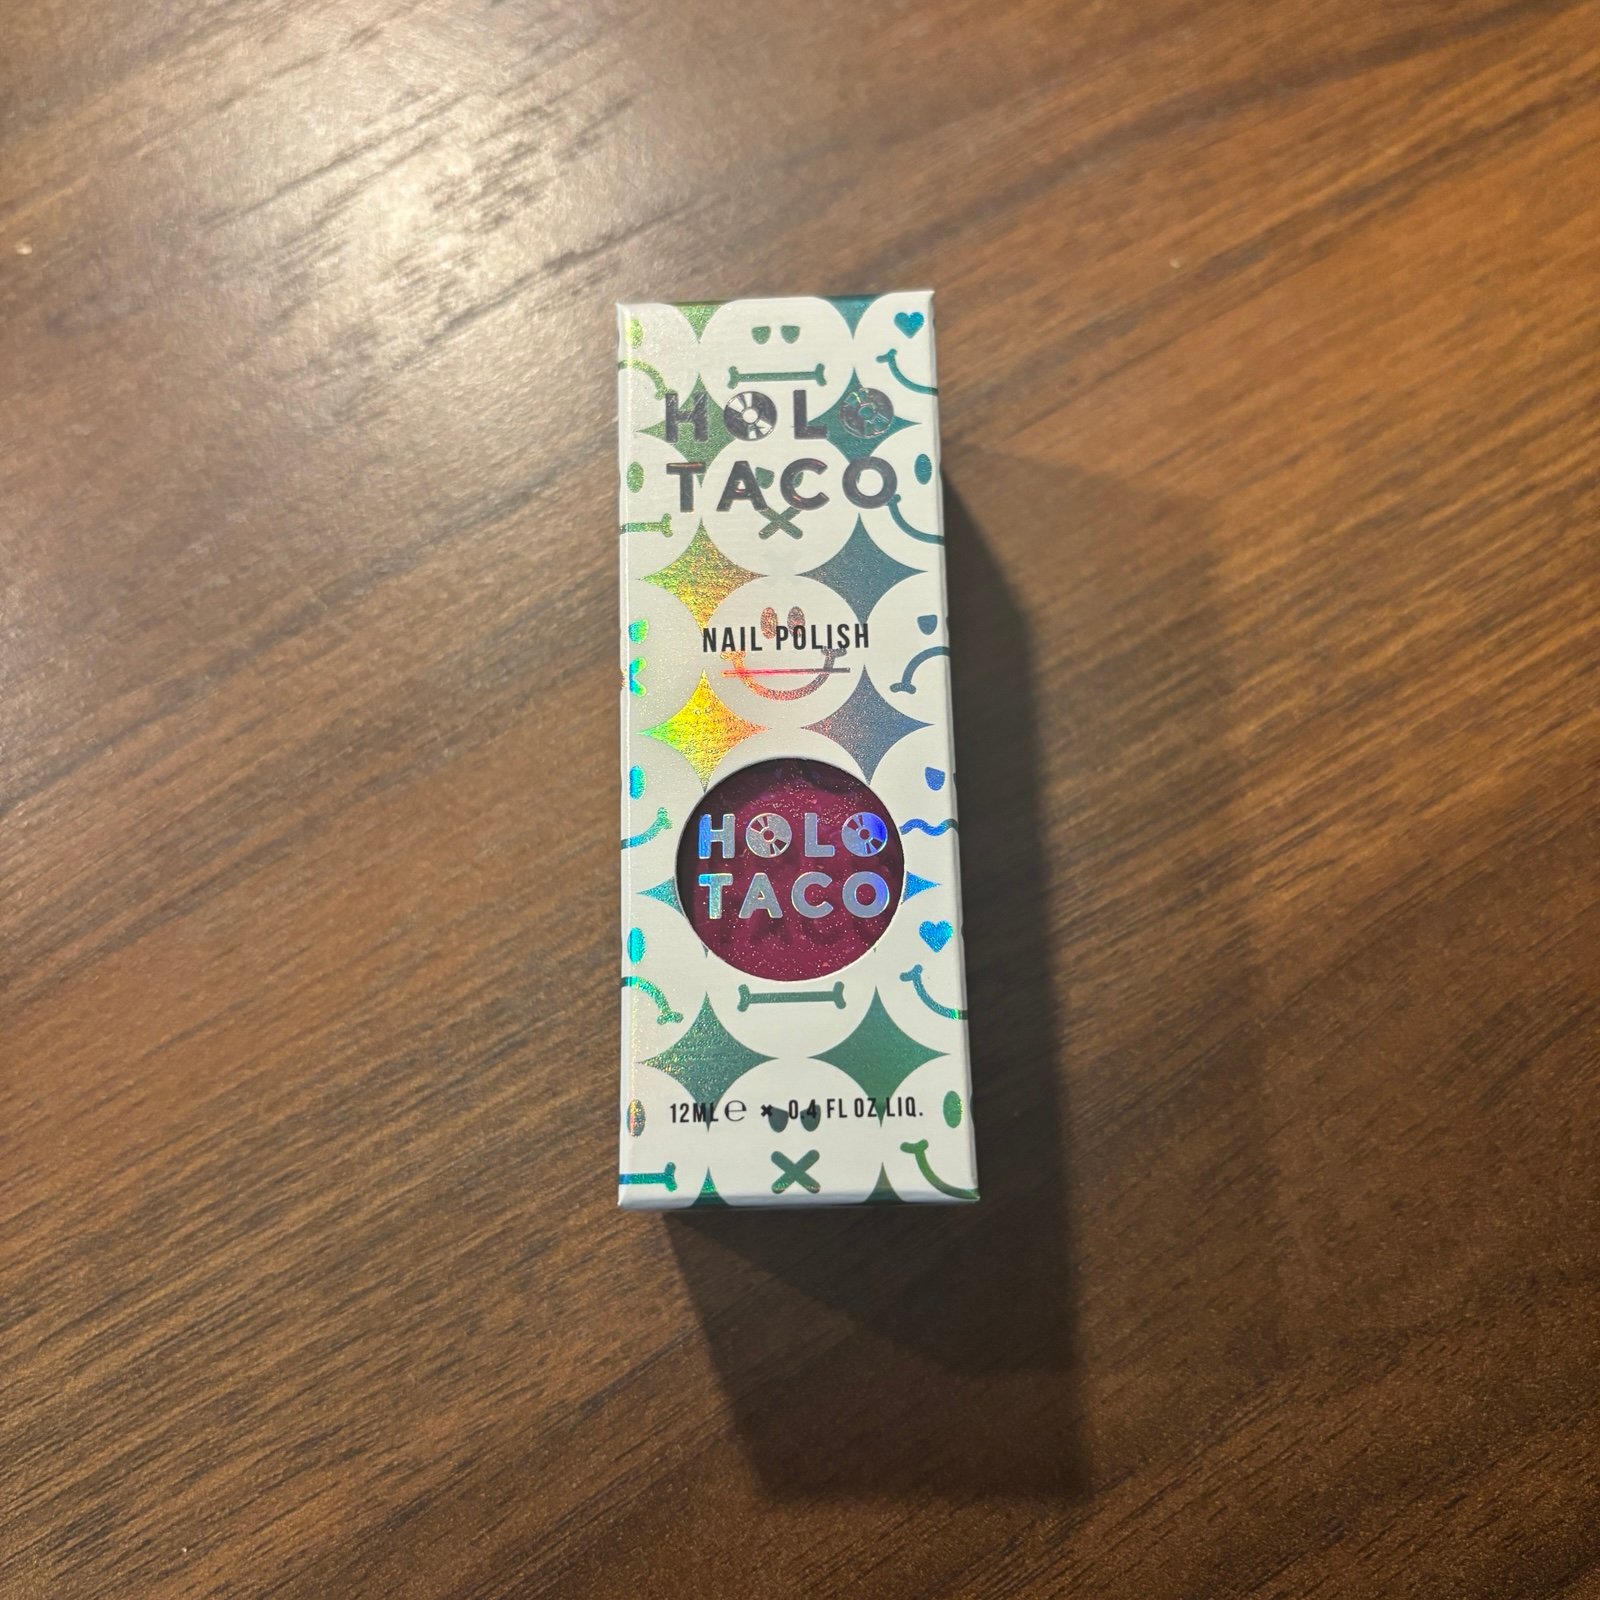 HOLO
TACO
NAIL POLISH
HOLO
TACO
12ML ℮ × 0.4 FL OZ LIQ.